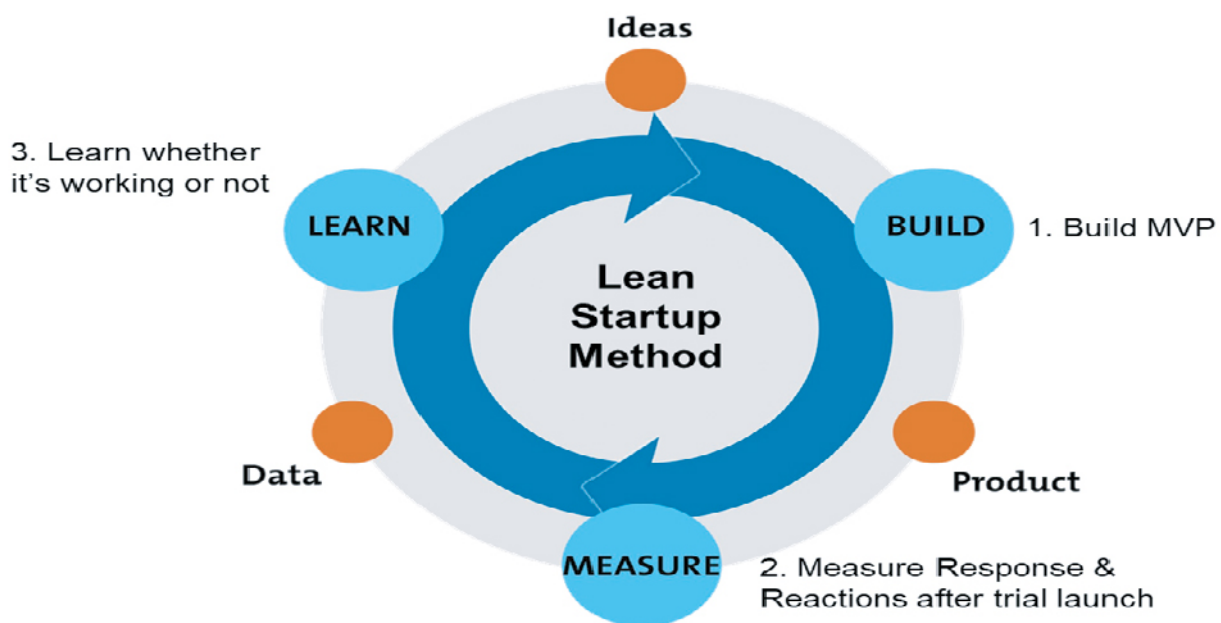 Ideas
3. Learn whether
it's working or not
LEARN
BUILD
1. Build MVP
Lean
Startup
Method
Data
Product
MEASURE
2. Measure Response &
Reactions after trial launch